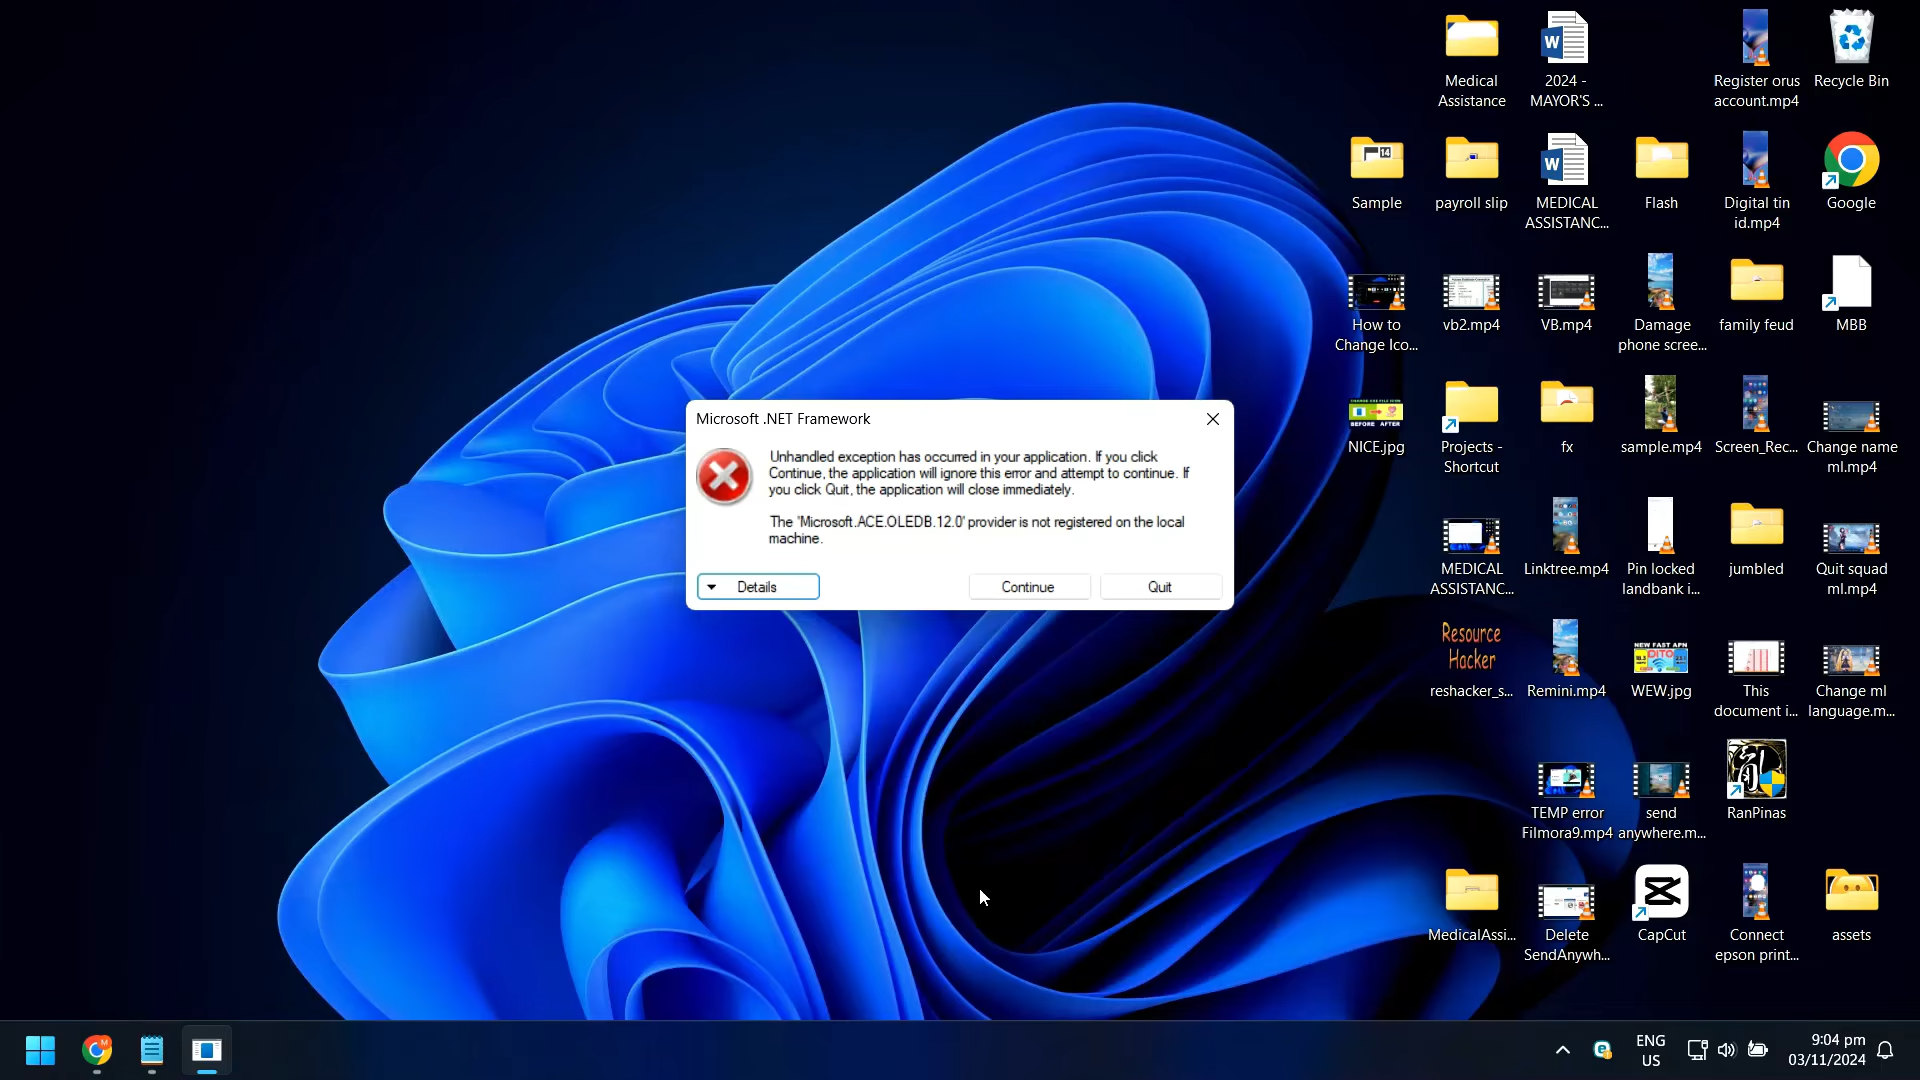 Medical
Assistance
2024 -
MAYOR'S ...
Register orus
account.mp4
Recycle Bin
Sample
payroll slip
MEDICAL
ASSISTANC...
Flash
Digital tin
id.mp4
Google
How to
Change Ico...
vb2.mp4
VB.mp4
Damage
phone scree...
family feud
MBB
NICE.jpg
Projects -
Shortcut
fx
sample.mp4
Screen_Rec...
Change name
ml.mp4
Microsoft .NET Framework
Unhandled exception has occurred in your application. If you click
Continue, the application will ignore this error and attempt to continue. If
you click Quit, the application will close immediately.
The 'Microsoft.ACE.OLEDB.12.0' provider is not registered on the local
machine.
Details
Continue
Quit
MEDICAL
ASSISTANC...
Linktree.mp4
Pin locked
landbank i...
jumbled
Quit squad
ml.mp4
Resource
Hacker
reshacker_s...
Remini.mp4
NEW FAST APN
DITO
WEW.jpg
This
document i...
Change ml
language.m...
TEMP error
Filmora9.mp4
send
anywhere.m...
RanPinas
MedicalAssi...
Delete
SendAnywh...
CapCut
Connect
epson print...
assets
ENG
US
9:04 pm
03/11/2024